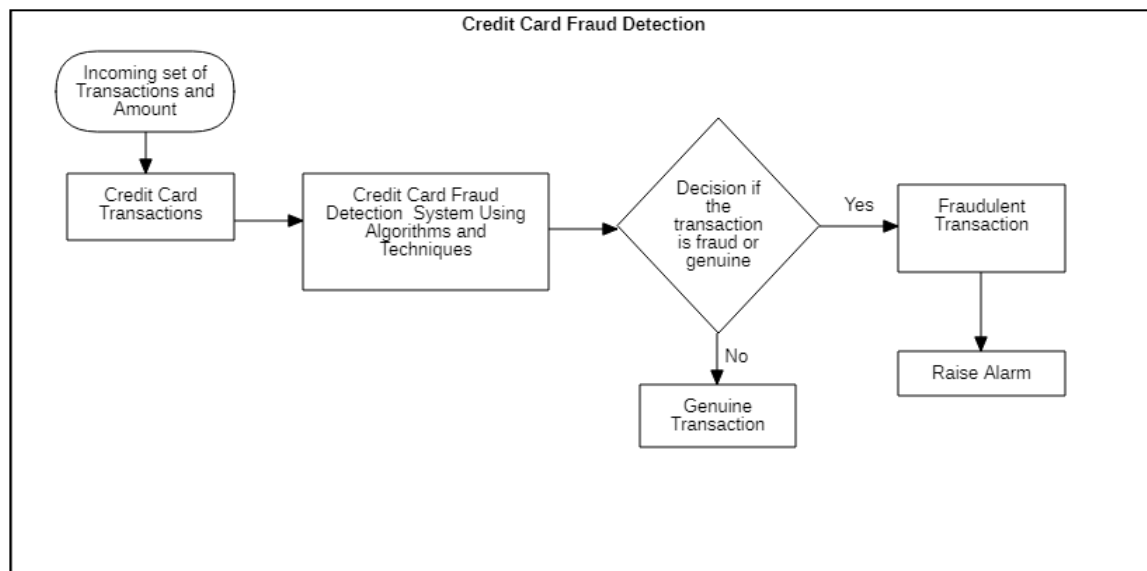 Credit Card Fraud Detection
Incoming set of
Transactions and
Amount
Credit Card
Transactions
Credit Card Fraud
Detection  System Using
Algorithms and
Techniques
Decision if
the
transaction
is fraud or
genuine
Yes
Fraudulent
Transaction
No
Raise Alarm
Genuine
Transaction